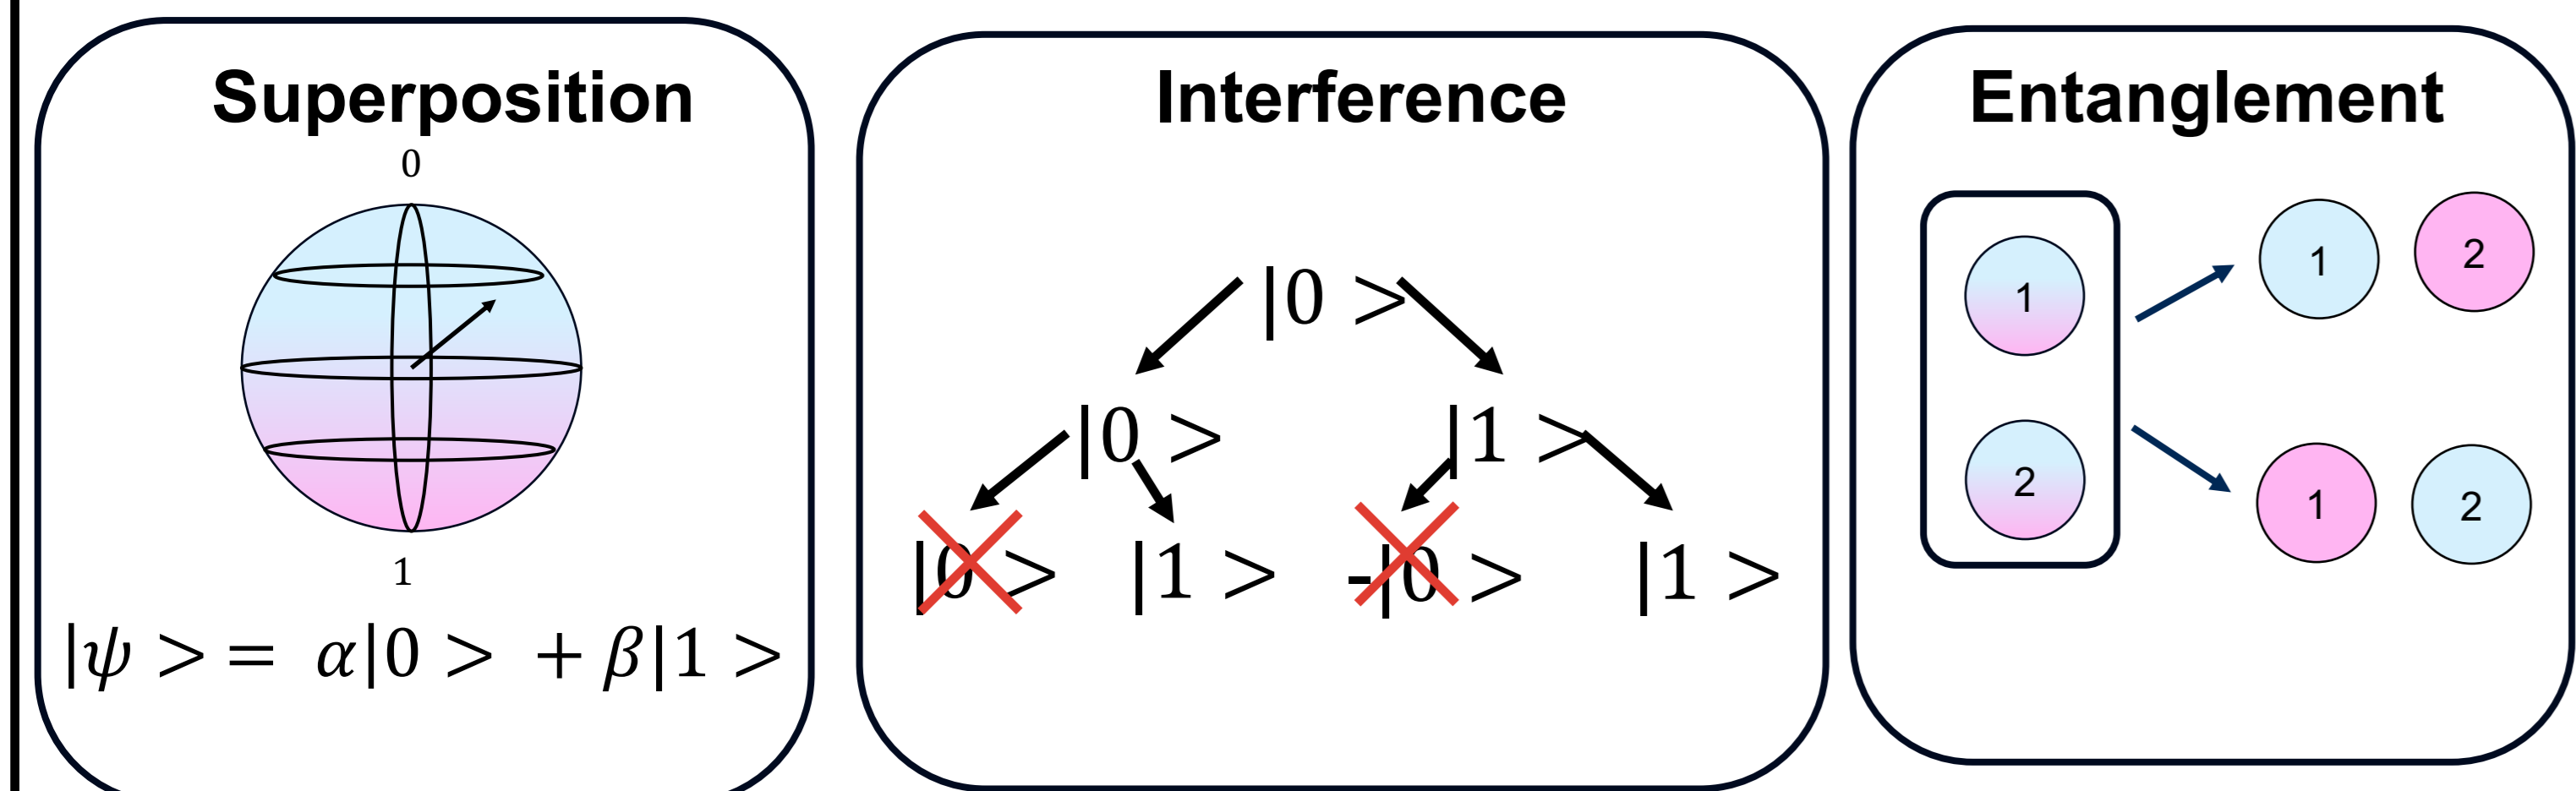 Superposition
0
1
|ψ > = α|0 > + β|1 >
Interference
|0 >
|0 > |1 >
|0 > |1 > -|0 > |1 >
Entanglement
1
2
1 2
1 2